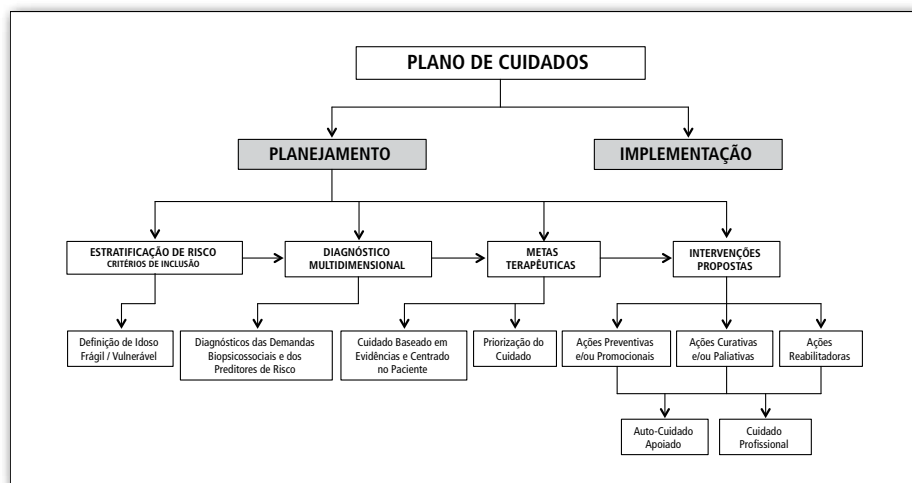 PLANO DE CUIDADOS
PLANEJAMENTO
IMPLEMENTAÇÃO
ESTRATIFICAÇÃO DE RISCO
CRITÉRIOS DE INCLUSÃO
DIAGNÓSTICO
MULTIDIMENSIONAL
METAS
TERAPÊUTICAS
INTERVENÇÕES
PROPOSTAS
Definição de Idoso
Frágil / Vulnerável
Diagnósticos das Demandas
Biopsicossociais e dos
Preditores de Risco
Cuidado Baseado em
Evidências e Centrado
no Paciente
Priorização do
Cuidado
Ações Preventivas
e/ou Promocionais
Ações Curativas
e/ou Paliativas
Ações
Reabilitadoras
Auto-Cuidado
Apoiado
Cuidado
Profissional